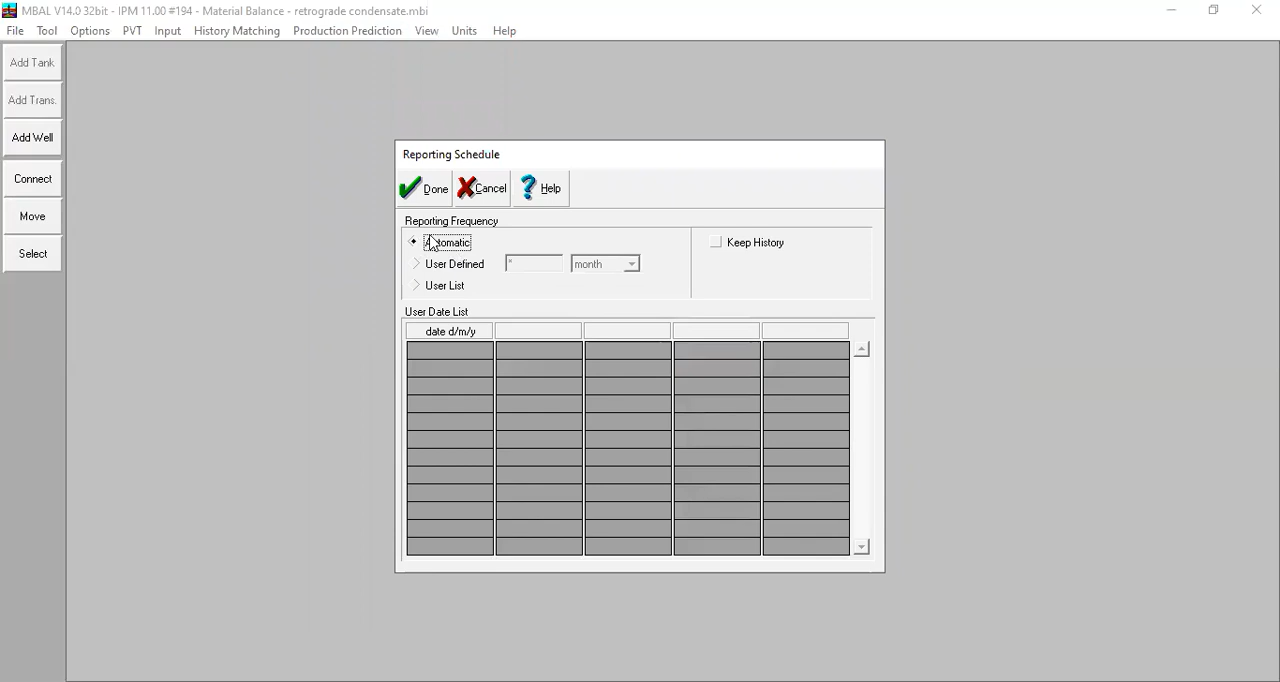 MBAL V14.0 32bit - IPM 11.00 #194 - Material Balance - retrograde condensate.mbi
File Tool Options PVT Input History Matching Production Prediction View Units Help
Add Tank
Add Trans.
Add Well
Connect
Move
Select
Reporting Schedule
Done Cancel Help
Reporting Frequency
Automatic Keep History
User Defined * month
User List
User Date List
date d/m/y